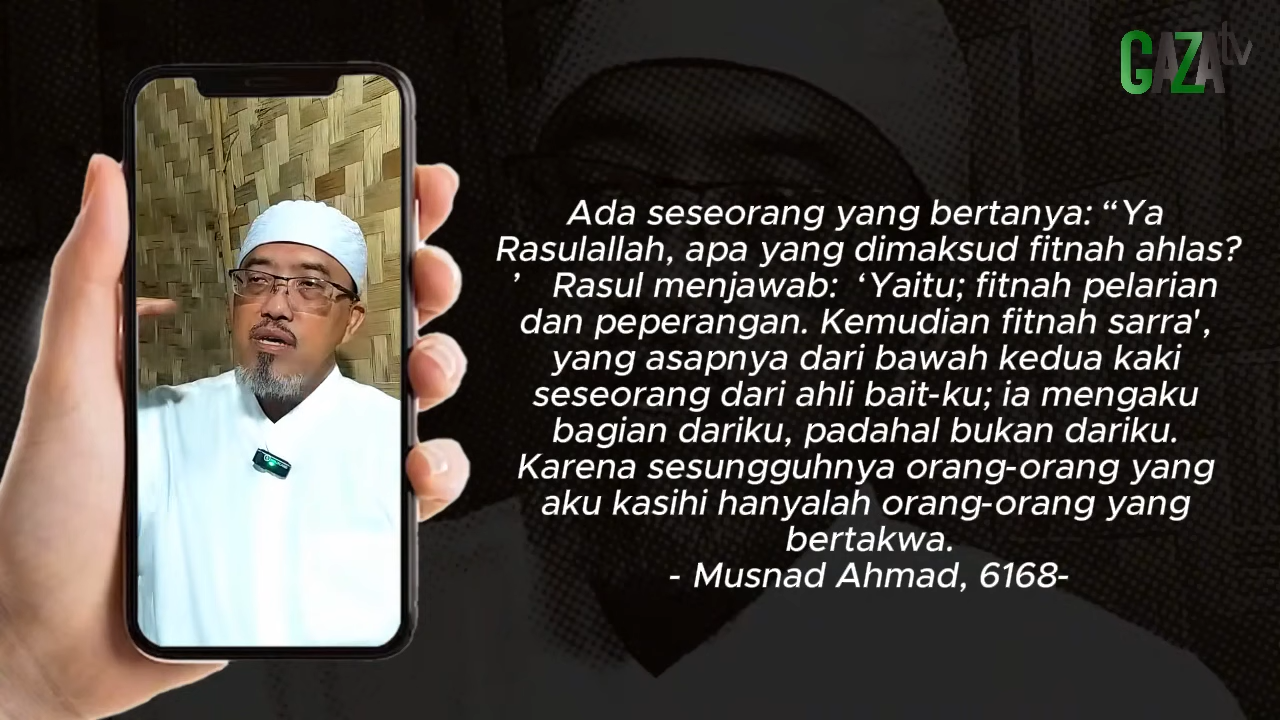 GAZA tv
Ada seseorang yang bertanya: “Ya
Rasulallah, apa yang dimaksud fitnah ahlas?
’ Rasul menjawab: ‘Yaitu; fitnah pelarian
dan peperangan. Kemudian fitnah sarra',
yang asapnya dari bawah kedua kaki
seseorang dari ahli bait-ku; ia mengaku
bagian dariku, padahal bukan dariku.
Karena sesungguhnya orang-orang yang
aku kasihi hanyalah orang-orang yang
bertakwa.
- Musnad Ahmad, 6168-